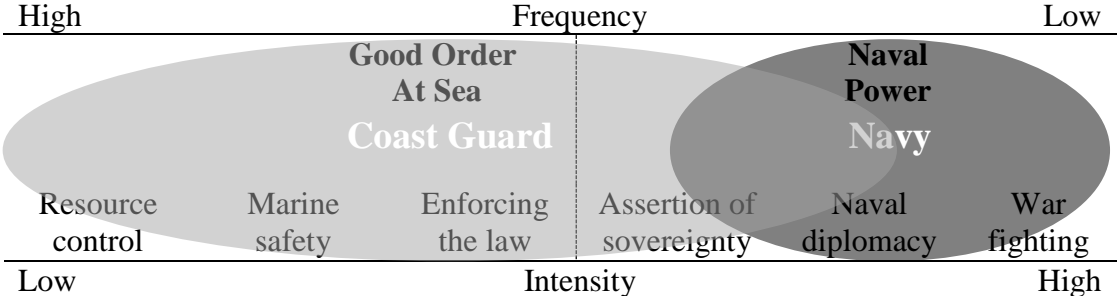 High Frequency Low
Good Order Naval
At Sea Power
Coast Guard Navy
Resource Marine Enforcing Assertion of Naval War
control safety the law sovereignty diplomacy fighting
Low Intensity High